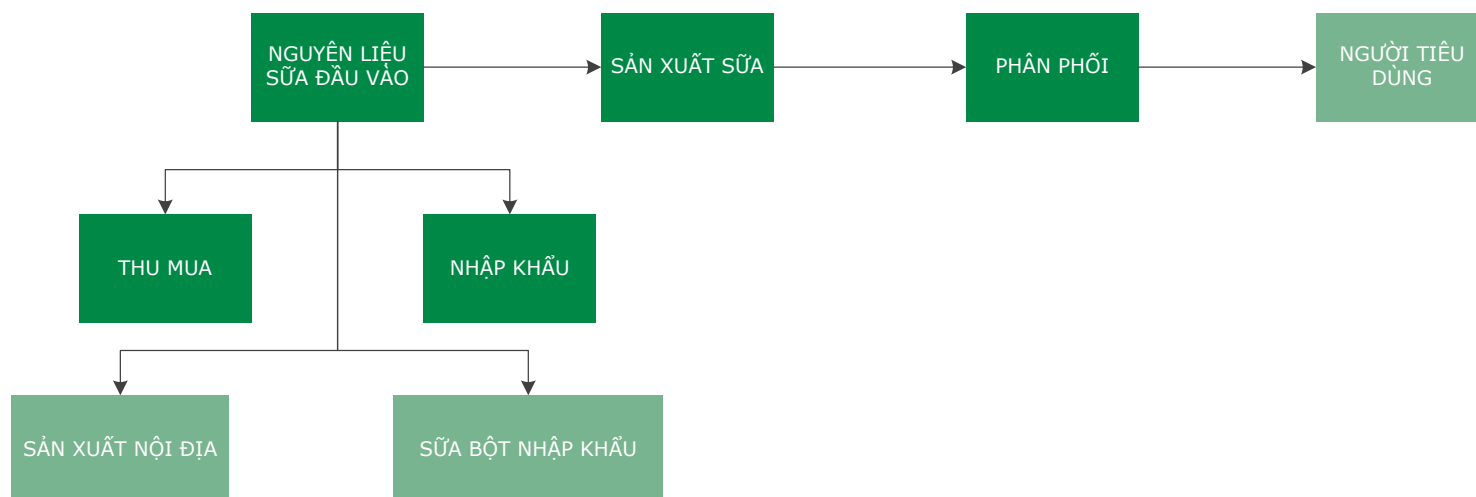 NGUYÊN LIỆU
SỮA ĐẦU VÀO
SẢN XUẤT SỮA
PHÂN PHỐI
NGƯỜI TIÊU
DÙNG
THU MUA
NHẬP KHẨU
SẢN XUẤT NỘI ĐỊA
SỮA BỘT NHẬP KHẨU